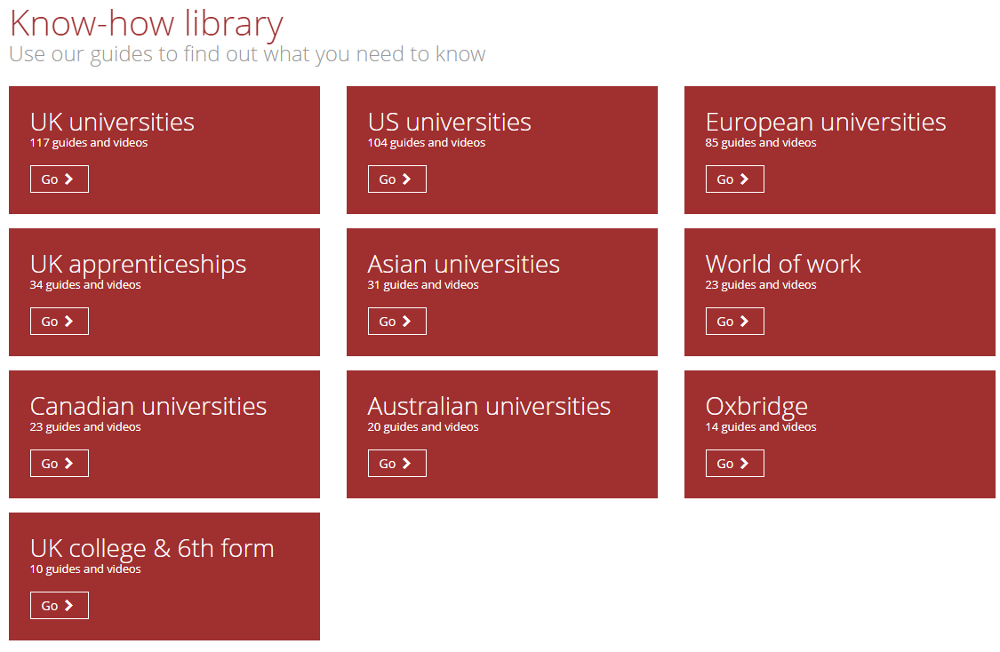 Know-how library
Use our guides to find out what you need to know
UK universities
117 guides and videos
Go
US universities
104 guides and videos
Go
European universities
85 guides and videos
Go
UK apprenticeships
34 guides and videos
Go
Asian universities
31 guides and videos
Go
World of work
23 guides and videos
Go
Canadian universities
23 guides and videos
Go
Australian universities
20 guides and videos
Go
Oxbridge
14 guides and videos
Go
UK college & 6th form
10 guides and videos
Go